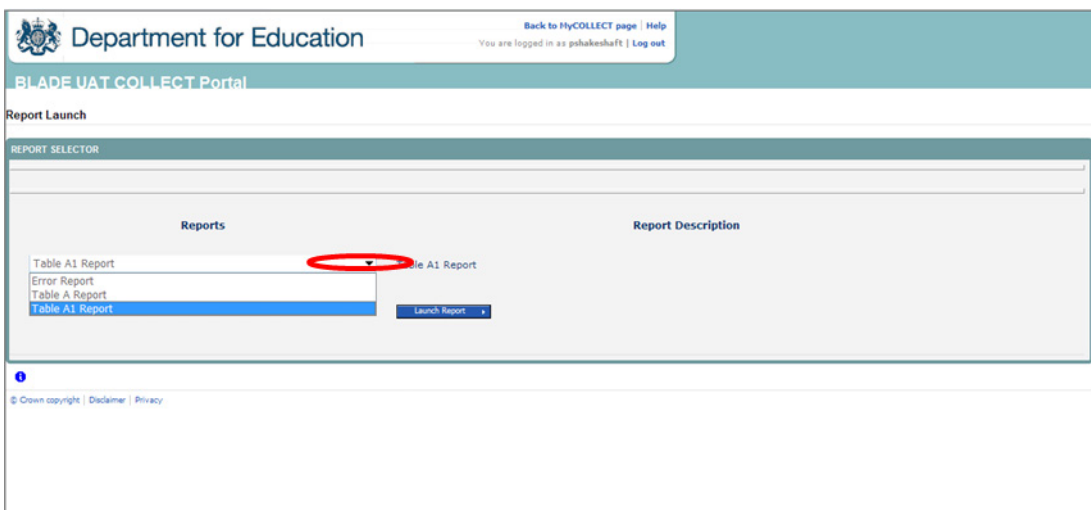 Back to MyCOLLECT page | Help
Department for Education
You are logged in as pshakeshaft | Log out
BLADE UAT COLLECT Portal
Report Launch
REPORT SELECTOR
Reports Report Description
Table A1 Report Table A1 Report
Error Report
Table A Report
Table A1 Report
Launch Report
© Crown copyright | Disclaimer | Privacy